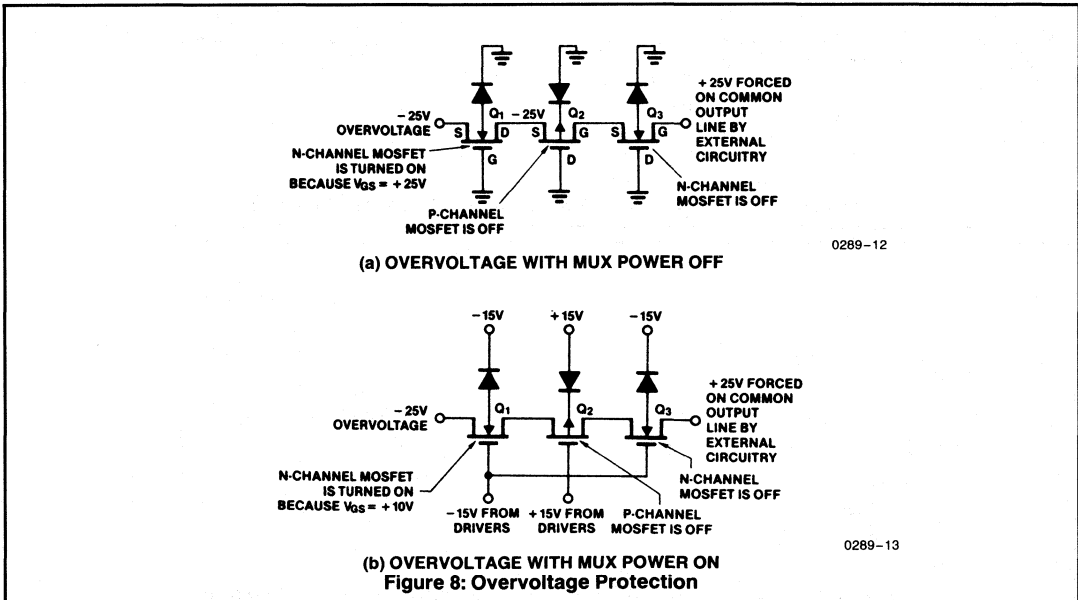 + 25V FORCED
ON COMMON
OUTPUT
LINE BY
EXTERNAL
CIRCUITRY
- 25V
OVERVOLTAGE
Q1
- 25V
Q2
Q3
S
D
S
G
S
G
G
D
D
N-CHANNEL MOSFET
IS TURNED ON
BECAUSE VGS = + 25V
P-CHANNEL
MOSFET IS OFF
N-CHANNEL
MOSFET IS OFF
0289-12
(a) OVERVOLTAGE WITH MUX POWER OFF
- 15V
+ 15V
- 15V
+ 25V FORCED
ON COMMON
OUTPUT
LINE BY
EXTERNAL
CIRCUITRY
- 25V
OVERVOLTAGE
Q1
Q2
Q3
N-CHANNEL MOSFET
IS TURNED ON
BECAUSE VGS = + 10V
- 15V FROM
DRIVERS
+ 15V FROM
DRIVERS
P-CHANNEL
MOSFET IS OFF
N-CHANNEL
MOSFET IS OFF
0289-13
(b) OVERVOLTAGE WITH MUX POWER ON
Figure 8: Overvoltage Protection